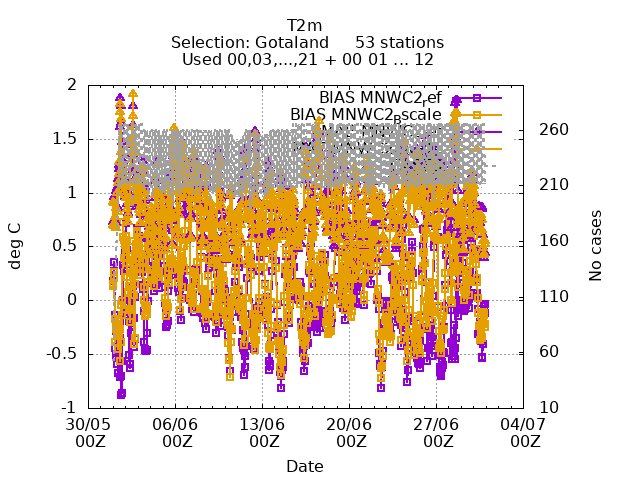 T2m
Selection: Gotaland 53 stations
Used 00,03,...,21 + 00 01 ... 12
BIAS MNWC2_ref
BIAS MNWC2_Bscale
2
1.5
1
0.5
0
-0.5
-1
260
210
160
110
60
10
deg C
No cases
30/05 06/06 13/06 20/06 27/06 04/07
00Z 00Z 00Z 00Z 00Z 00Z
Date